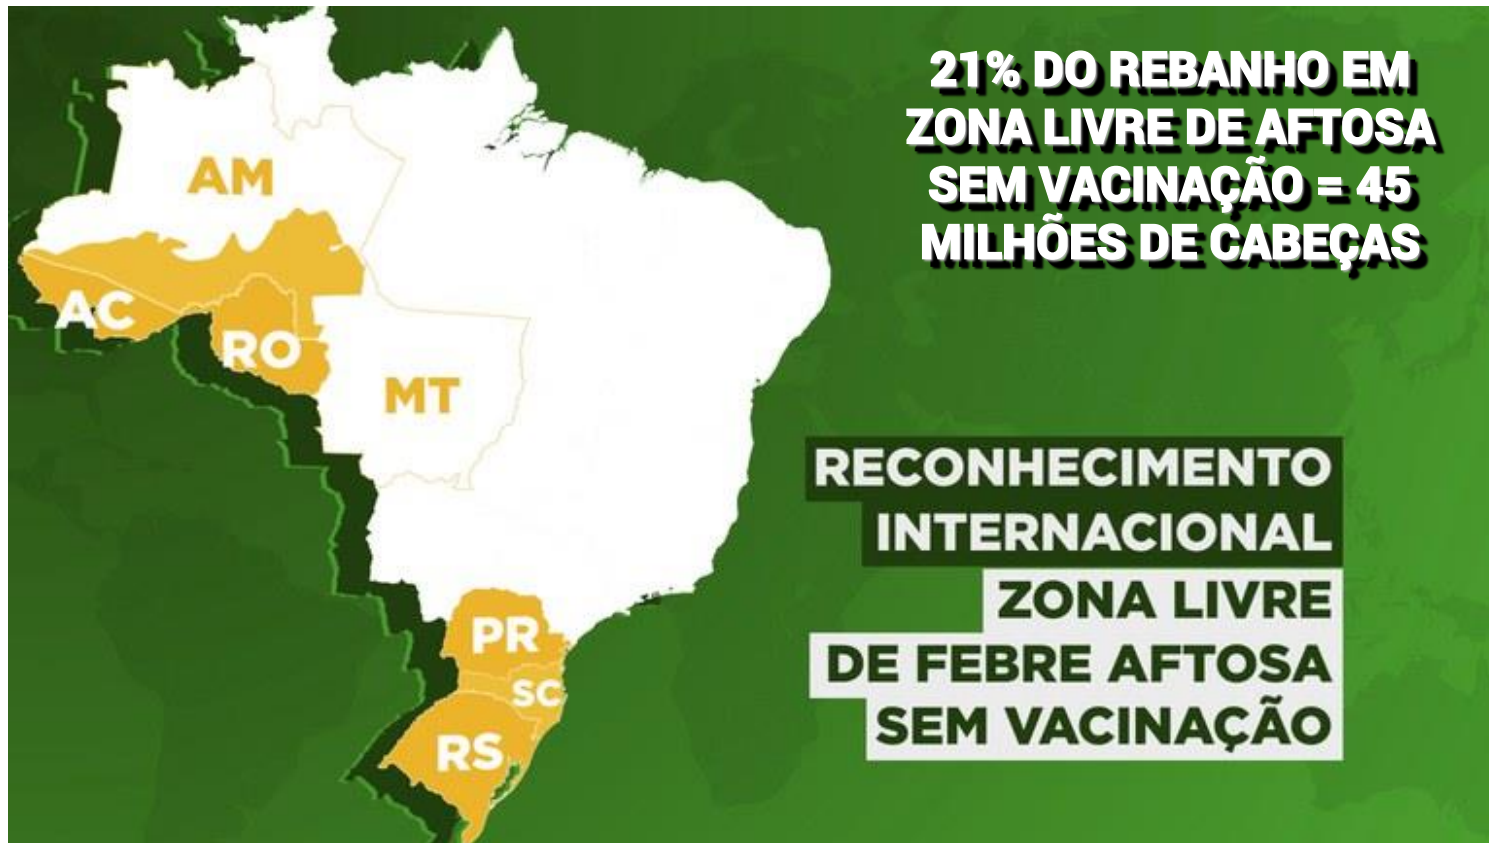 21% DO REBANHO EM
ZONA LIVRE DE AFTOSA
SEM VACINAÇÃO = 45
MILHÕES DE CABEÇAS
AM
AC
RO
MT
RECONHECIMENTO
INTERNACIONAL
ZONA LIVRE
DE FEBRE AFTOSA
SEM VACINAÇÃO
PR
SC
RS